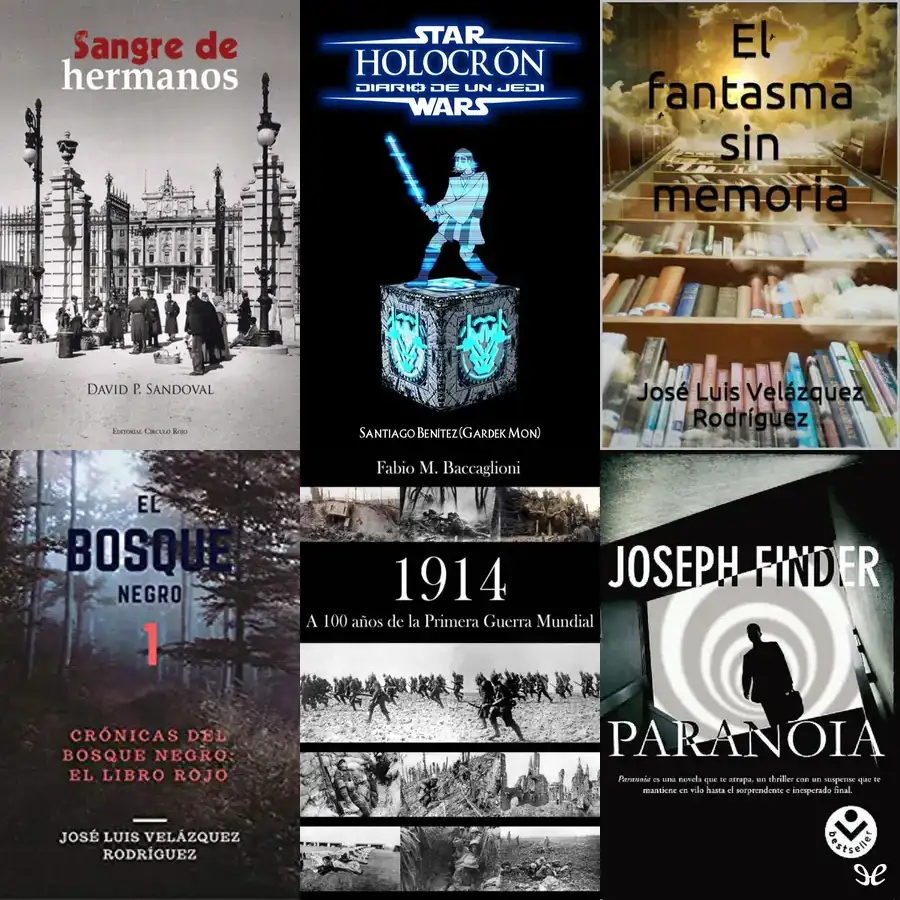 Sangre de
hermanos
DAVID P. SANDOVAL
EDITORIAL CÍRCULO ROJO
STAR
HOLOCRÓN
DIARIO DE UN JEDI
WARS
SANTIAGO BENITEZ (GARDEK MON)
El
fantasma
sin
memoria
José Luis Velázquez
Rodríguez
EL
BOSQUE
NEGRO
1
CRÓNICAS DEL
BOSQUE NEGRO:
EL LIBRO ROJO
JOSÉ LUIS VELÁZQUEZ
RODRÍGUEZ
Fabio M. Baccaglioni
1914
A 100 años de la Primera Guerra Mundial
JOSEPH FINDER
PARANOIA
Paranoia es una novela que te atrapa, un thriller con un suspense que te
mantiene en vilo hasta el sorprendente e inesperado final.
bestseller